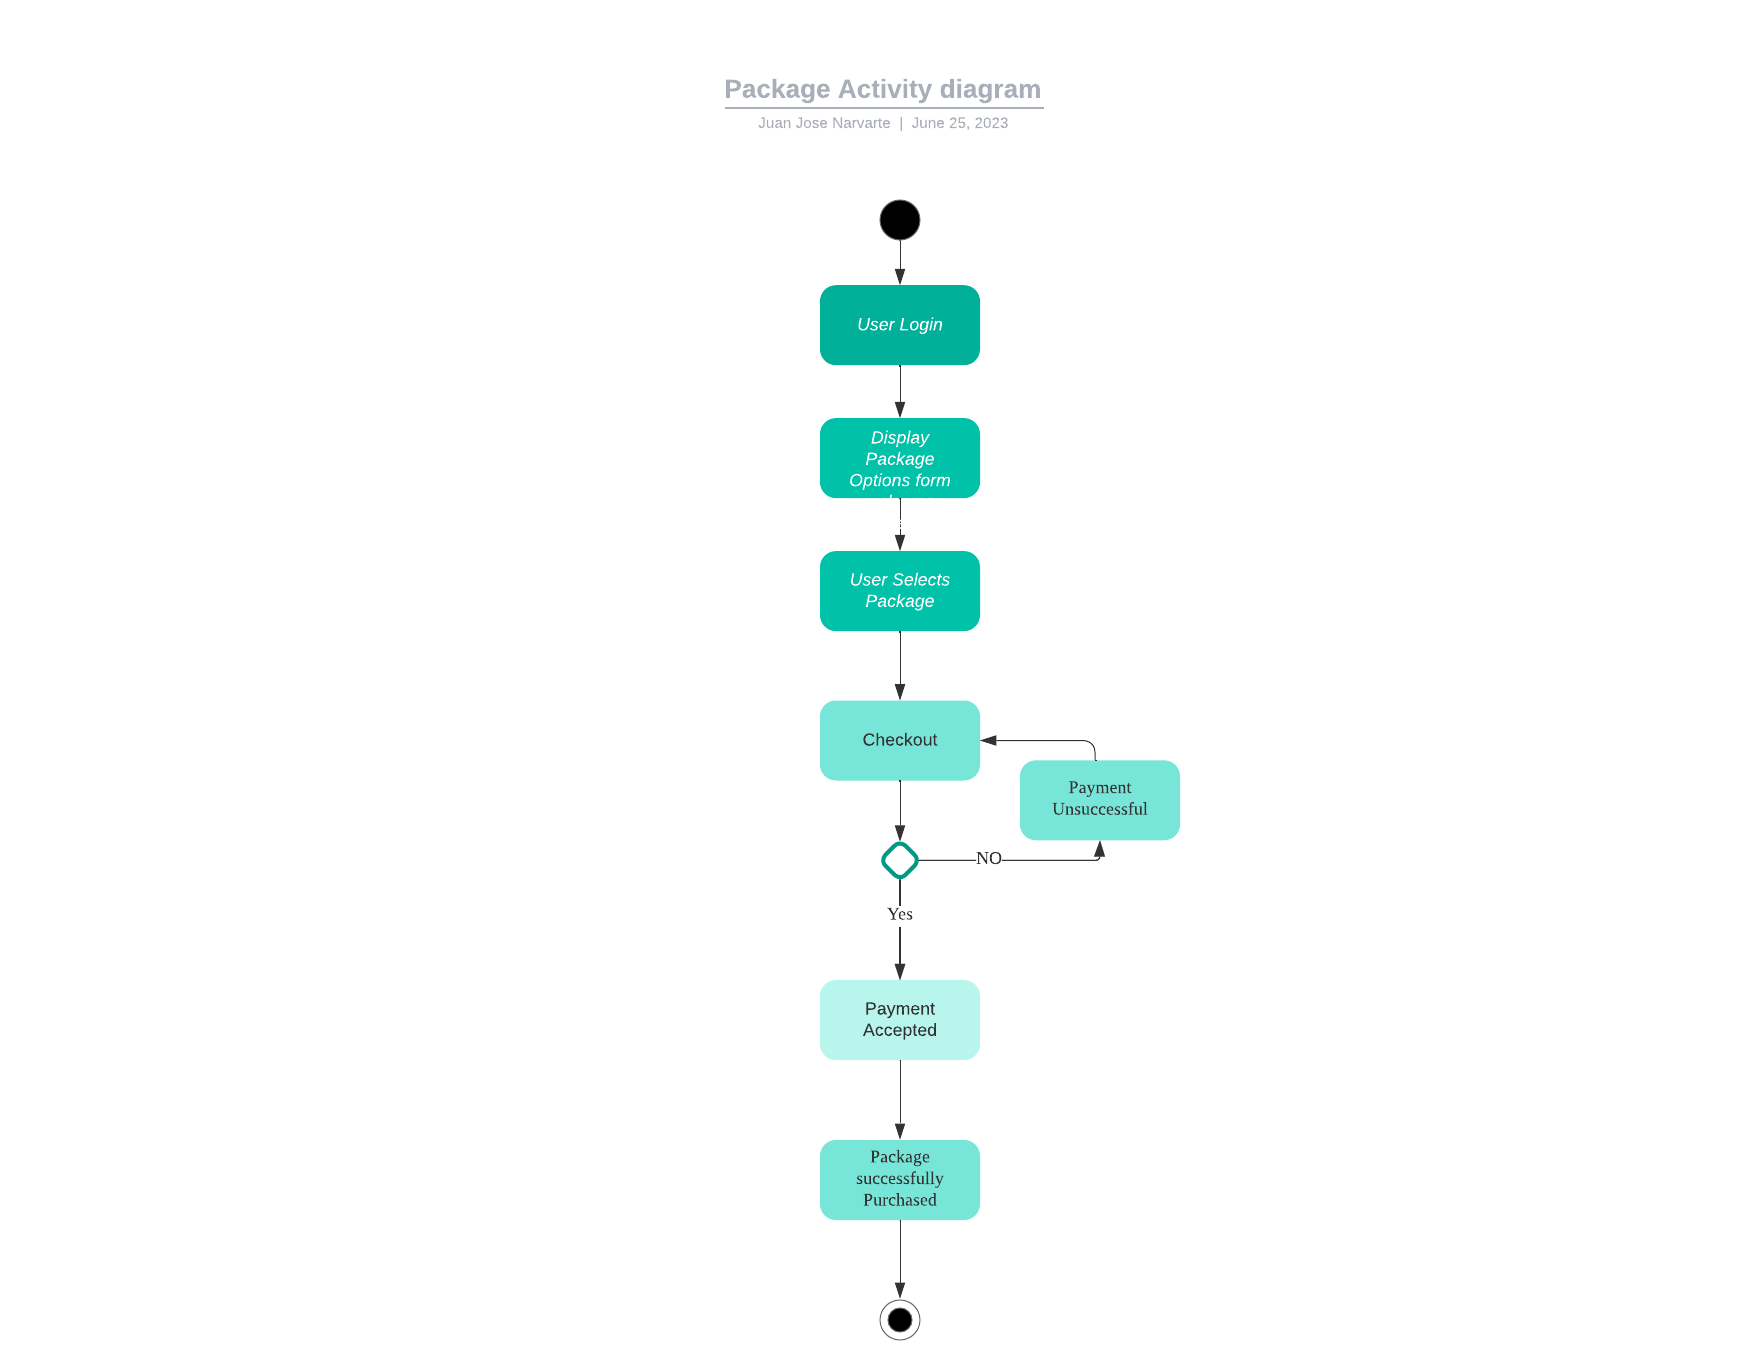 Package Activity diagram
Juan Jose Narvarte | June 25, 2023
User Login
Display
Package
Options form
User Selects
Package
Checkout
Payment
Unsuccessful
NO
Yes
Payment
Accepted
Package
successfully
Purchased